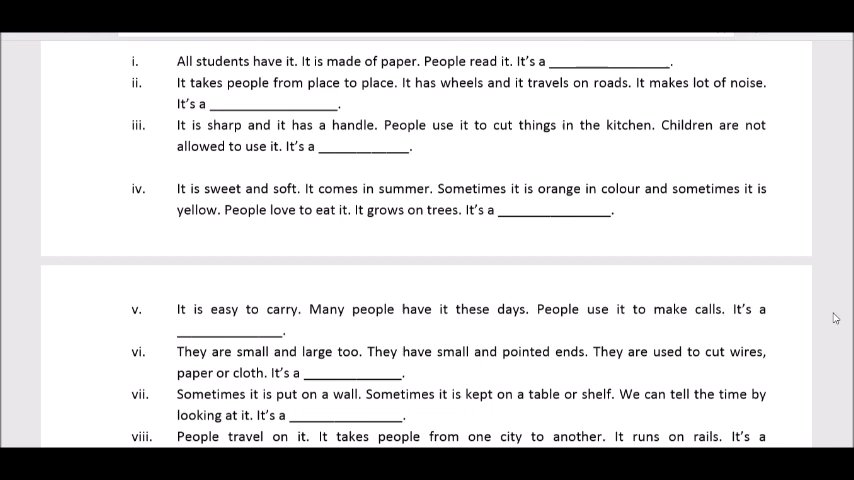 i. All students have it. It is made of paper. People read it. It's a ____________________.
ii. It takes people from place to place. It has wheels and it travels on roads. It makes lot of noise.
It's a ____________________.
iii. It is sharp and it has a handle. People use it to cut things in the kitchen. Children are not
allowed to use it. It's a _______________.
iv. It is sweet and soft. It comes in summer. Sometimes it is orange in colour and sometimes it is
yellow. People love to eat it. It grows on trees. It's a __________________.
v. It is easy to carry. Many people have it these days. People use it to make calls. It's a
_________________.
vi. They are small and large too. They have small and pointed ends. They are used to cut wires,
paper or cloth. It's a ________________.
vii. Sometimes it is put on a wall. Sometimes it is kept on a table or shelf. We can tell the time by
looking at it. It's a __________________.
viii. People travel on it. It takes people from one city to another. It runs on rails. It's a